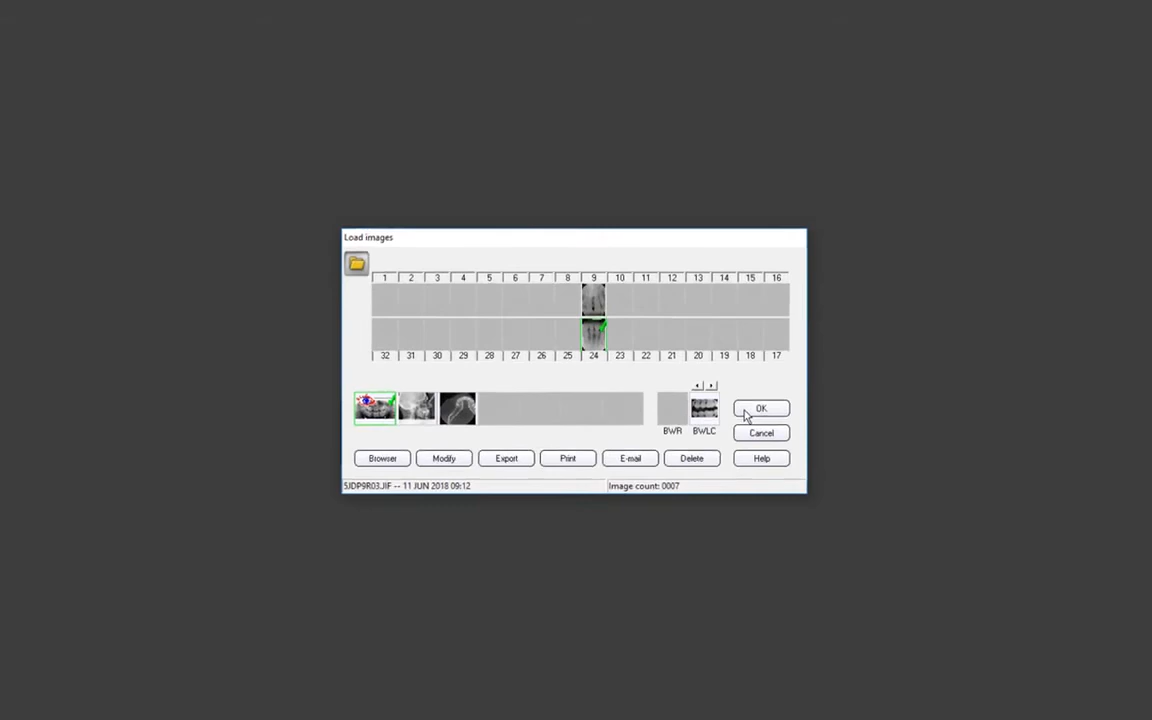 Load images
1 2 3 4 5 6 7 8 9 10 11 12 13 14 15 16
32 31 30 29 28 27 26 25 24 23 22 21 20 19 18 17
OK
BWR BWLC
Cancel
Browser Modify Export Print E-mail Delete Help
5JDP9R03.JIF -- 11 JUN 2018 09:12 Image count: 0007